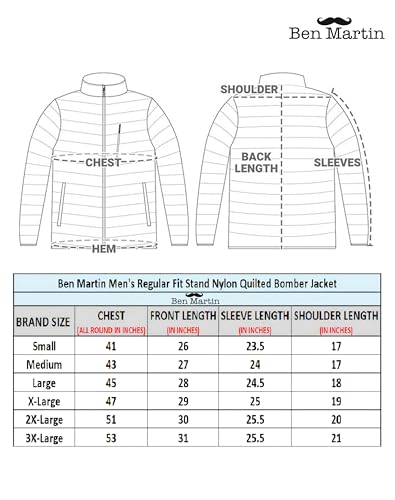 Ben Martin
SHOULDER
CHEST
BACK
LENGTH
SLEEVES
HEM
Ben Martin Men's Regular Fit Stand Nylon Quilted Bomber Jacket
Ben Martin
BRAND SIZE CHEST FRONT LENGTH SLEEVE LENGTH SHOULDER LENGTH
(ALL ROUND IN INCHES) (IN INCHES) (IN INCHES) (IN INCHES)
Small 41 26 23.5 17
Medium 43 27 24 17
Large 45 28 24.5 18
X-Large 47 29 25 19
2X-Large 51 30 25.5 20
3X-Large 53 31 25.5 21